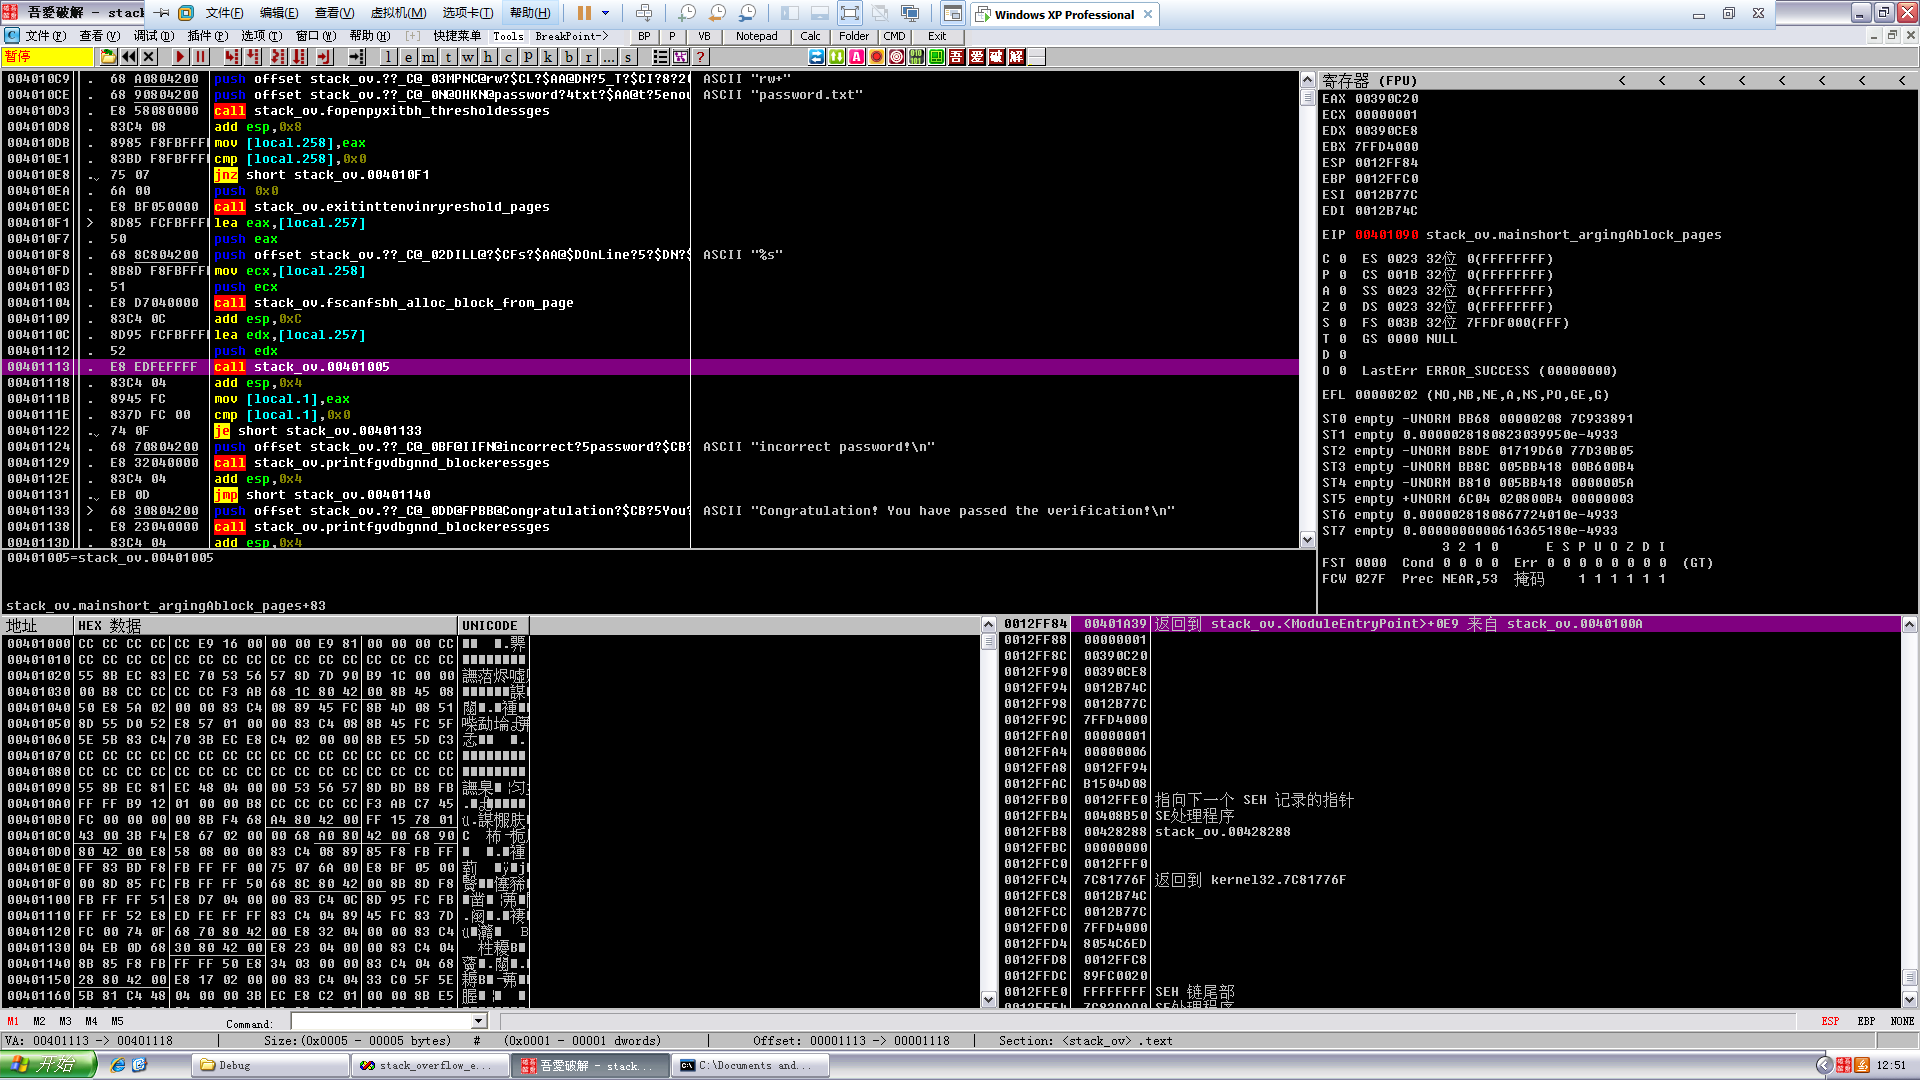 吾爱破解 - stack
文件(F) 编辑(E) 查看(V) 虚拟机(M) 选项卡(T) 帮助(H)
Windows XP Professional
文件(F) 查看(V) 调试(D) 插件(P) 选项(T) 窗口(W) 帮助(H) [+] 快捷菜单 Tools BreakPoint->
BP P VB Notepad Calc Folder CMD Exit
暂停
l e m t w h c p k b r ... s
004010C9 . 68 A0804200 push offset stack_ov.??_C@_03MPNC@rw?$CL?$AA@DN?5_T?$CI?8?2( ASCII "rw+"
004010CE . 68 90804200 push offset stack_ov.??_C@_0N@OHKN@password?4txt?$AA@t?5enou ASCII "password.txt"
004010D3 . E8 58080000 call stack_ov.fopenpyxitbh_thresholdessges
004010D8 . 83C4 08 add esp,0x8
004010DB . 8985 F8FBFFFF mov [local.258],eax
004010E1 . 83BD F8FBFFFF cmp [local.258],0x0
004010E8 . 75 07 jnz short stack_ov.004010F1
004010EA . 6A 00 push 0x0
004010EC . E8 BF050000 call stack_ov.exitinttenvinryreshold_pages
004010F1 > 8D85 FCFBFFFF lea eax,[local.257]
004010F7 . 50 push eax
004010F8 . 68 8C804200 push offset stack_ov.??_C@_02DILL@?$CFs?$AA@$DOnLine?5?$DN?$ ASCII "%s"
004010FD . 8B8D F8FBFFFF mov ecx,[local.258]
00401103 . 51 push ecx
00401104 . E8 D7040000 call stack_ov.fscanfsbh_alloc_block_from_page
00401109 . 83C4 0C add esp,0xC
0040110C . 8D95 FCFBFFFF lea edx,[local.257]
00401112 . 52 push edx
00401113 . E8 EDFEFFFF call stack_ov.00401005
00401118 . 83C4 04 add esp,0x4
0040111B . 8945 FC mov [local.1],eax
0040111E . 837D FC 00 cmp [local.1],0x0
00401122 . 74 0F je short stack_ov.00401133
00401124 . 68 70804200 push offset stack_ov.??_C@_0BF@IIFN@incorrect?5password?$CB? ASCII "incorrect password!\n"
00401129 . E8 32040000 call stack_ov.printfgvdbgnnd_blockeressges
0040112E . 83C4 04 add esp,0x4
00401131 . EB 0D jmp short stack_ov.00401140
00401133 > 68 30804200 push offset stack_ov.??_C@_0DD@FPBB@Congratulation?$CB?5You? ASCII "Congratulation! You have passed the verification!\n"
00401138 . E8 23040000 call stack_ov.printfgvdbgnnd_blockeressges
0040113D . 83C4 04 add esp,0x4
00401005=stack_ov.00401005
stack_ov.mainshort_argingAblock_pages+83
寄存器 (FPU) < < < < < < < <
EAX 00390C20
ECX 00000001
EDX 00390CE8
EBX 7FFD4000
ESP 0012FF84
EBP 0012FFC0
ESI 0012B77C
EDI 0012B74C
EIP 00401090 stack_ov.mainshort_argingAblock_pages
C 0 ES 0023 32位 0(FFFFFFFF)
P 0 CS 001B 32位 0(FFFFFFFF)
A 0 SS 0023 32位 0(FFFFFFFF)
Z 0 DS 0023 32位 0(FFFFFFFF)
S 0 FS 003B 32位 7FFDF000(FFF)
T 0 GS 0000 NULL
D 0
O 0 LastErr ERROR_SUCCESS (00000000)
EFL 00000202 (NO,NB,NE,A,NS,PO,GE,G)
ST0 empty -UNORM BB68 00000208 7C933891
ST1 empty 0.0000028180823039950e-4933
ST2 empty -UNORM B8DE 01719D60 77D30B05
ST3 empty -UNORM BB8C 005BB418 00B600B4
ST4 empty -UNORM B810 005BB418 0000005A
ST5 empty +UNORM 6C04 020800B4 00000003
ST6 empty 0.0000028180867724010e-4933
ST7 empty 0.0000000000616365180e-4933
3 2 1 0 E S P U O Z D I
FST 0000 Cond 0 0 0 0 Err 0 0 0 0 0 0 0 0 (GT)
FCW 027F Prec NEAR,53 掩码 1 1 1 1 1 1
地址 HEX 数据 UNICODE
00401000 CC CC CC CC CC E9 16 00 00 00 E9 81 00 00 00 CC
00401010 CC CC CC CC CC CC CC CC CC CC CC CC CC CC CC CC
00401020 55 8B EC 83 EC 70 53 56 57 8D 7D 90 B9 1C 00 00
00401030 00 B8 CC CC CC CC F3 AB 68 1C 80 42 00 8B 45 08
00401040 50 E8 5A 02 00 00 83 C4 08 89 45 FC 8B 4D 08 51
00401050 8D 55 D0 52 E8 57 01 00 00 83 C4 08 8B 45 FC 5F
00401060 5E 5B 83 C4 70 3B EC E8 C4 02 00 00 8B E5 5D C3
00401070 CC CC CC CC CC CC CC CC CC CC CC CC CC CC CC CC
00401080 CC CC CC CC CC CC CC CC CC CC CC CC CC CC CC CC
00401090 55 8B EC 81 EC 48 04 00 00 53 56 57 8D BD B8 FB
004010A0 FF FF B9 12 01 00 00 B8 CC CC CC CC F3 AB C7 45
004010B0 FC 00 00 00 00 8B F4 68 A4 80 42 00 FF 15 78 01
004010C0 43 00 3B F4 E8 67 02 00 00 68 A0 80 42 00 68 90
004010D0 80 42 00 E8 58 08 00 00 83 C4 08 89 85 F8 FB FF
004010E0 FF 83 BD F8 FB FF FF 00 75 07 6A 00 E8 BF 05 00
004010F0 00 8D 85 FC FB FF FF 50 68 8C 80 42 00 8B 8D F8
00401100 FB FF FF 51 E8 D7 04 00 00 83 C4 0C 8D 95 FC FB
00401110 FF FF 52 E8 ED FE FF FF 83 C4 04 89 45 FC 83 7D
00401120 FC 00 74 0F 68 70 80 42 00 E8 32 04 00 00 83 C4
00401130 04 EB 0D 68 30 80 42 00 E8 23 04 00 00 83 C4 04
00401140 8B 85 F8 FB FF FF 50 E8 34 03 00 00 83 C4 04 68
00401150 28 80 42 00 E8 17 02 00 00 83 C4 04 33 C0 5F 5E
00401160 5B 81 C4 48 04 00 00 3B EC E8 C2 01 00 00 8B E5
0012FF84 00401A39 返回到 stack_ov.<ModuleEntryPoint>+0E9 来自 stack_ov.0040100A
0012FF88 00000001
0012FF8C 00390C20
0012FF90 00390CE8
0012FF94 0012B74C
0012FF98 0012B77C
0012FF9C 7FFD4000
0012FFA0 00000001
0012FFA4 00000006
0012FFA8 0012FF94
0012FFAC B1504D08
0012FFB0 0012FFE0 指向下一个 SEH 记录的指针
0012FFB4 00408B50 SE处理程序
0012FFB8 00428288 stack_ov.00428288
0012FFBC 00000000
0012FFC0 0012FFF0
0012FFC4 7C81776F 返回到 kernel32.7C81776F
0012FFC8 0012B74C
0012FFCC 0012B77C
0012FFD0 7FFD4000
0012FFD4 8054C6ED
0012FFD8 0012FFC8
0012FFDC 89FC0020
0012FFE0 FFFFFFFF SEH 链尾部
0012FFE4 7C839AD0 SE处理程序
M1 M2 M3 M4 M5 Command: ESP EBP NONE
VA: 00401113 -> 00401118 Size:(0x0005 - 00005 bytes) # (0x0001 - 00001 dwords) Offset: 00001113 -> 00001118 Section: <stack_ov> .text
开始 Debug stack_overflow_e... 吾爱破解 - stack... C:\Documents and... 12:51